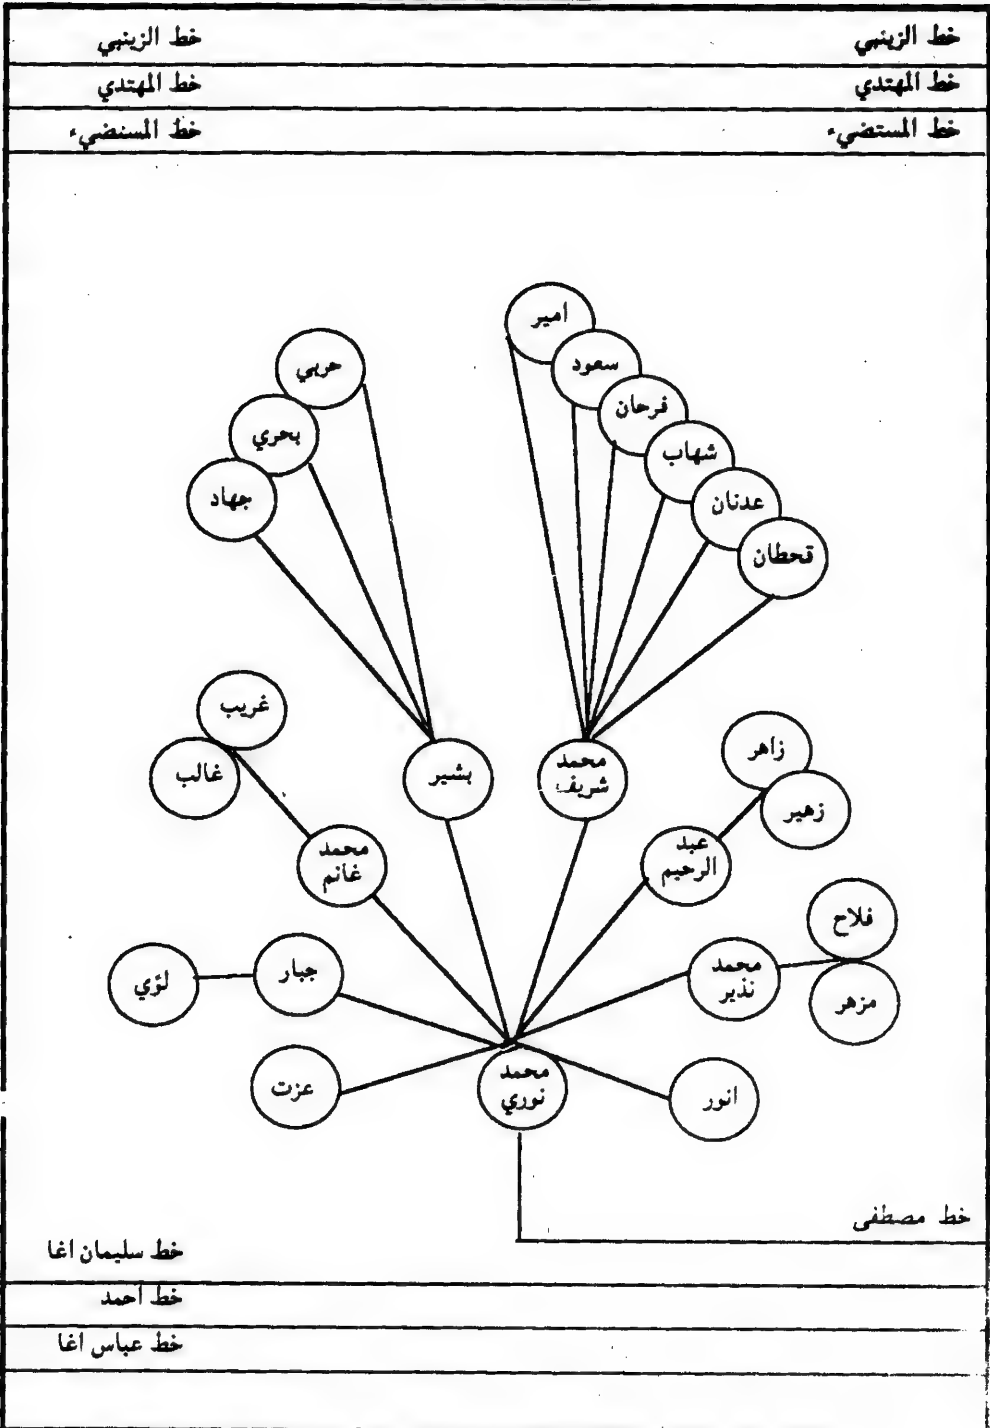 خط الزينبي
خط الزينبي
خط المهتدي
خط المهتدي
خط المستضيء
خط المسنضيء
امير
سعود
فرحان
شهاب
عدنان
قحطان
حربي
بحري
جهاد
غريب
غالب
بشير
محمد
شريف
زاهر
زهير
محمد
غانم
عبد
الرحيم
فلاح
مزهر
محمد
نذير
جبار
لؤي
عزت
محمد
نوري
انور
خط مصطفى
خط سليمان اغا
خط احمد
خط عباس اغا